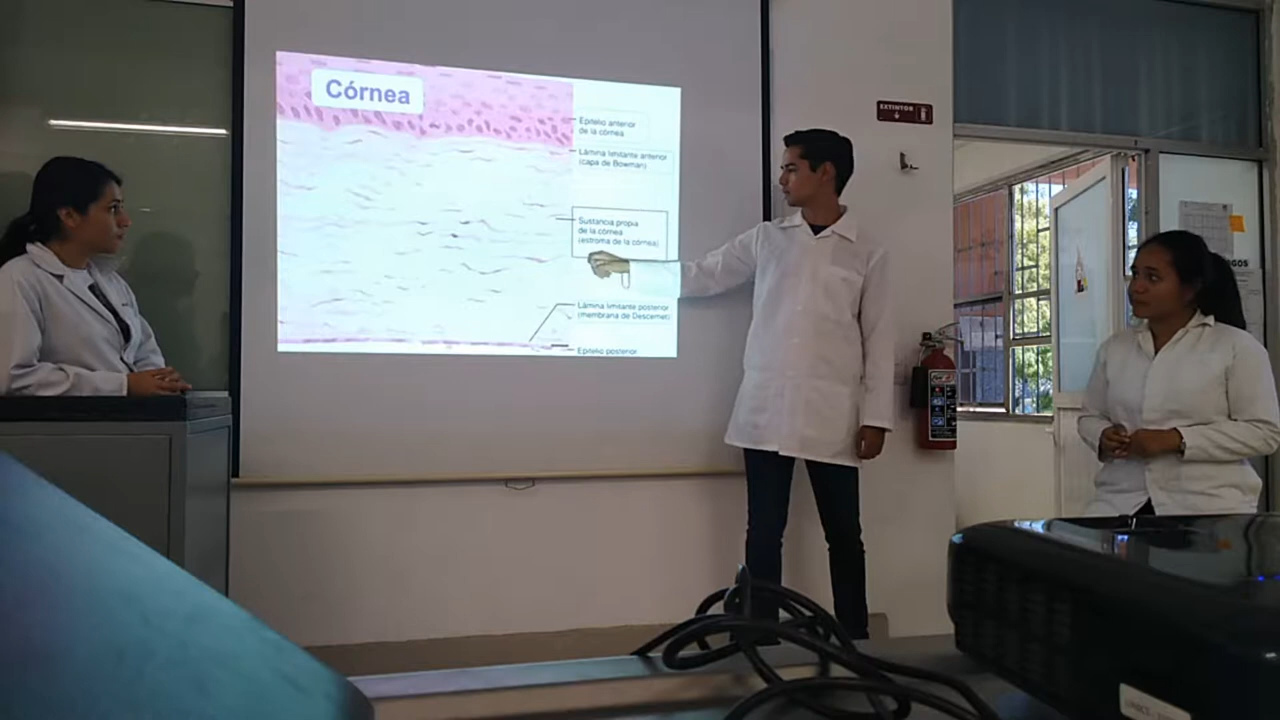 Córnea
Epitelio anterior
de la córnea
Lámina limitante anterior
(capa de Bowman)
Sustancia propia
de la córnea
(estroma de la córnea)
Lámina limitante posterior
(membrana de Descemet)
Epitelio posterior
EXTINTOR